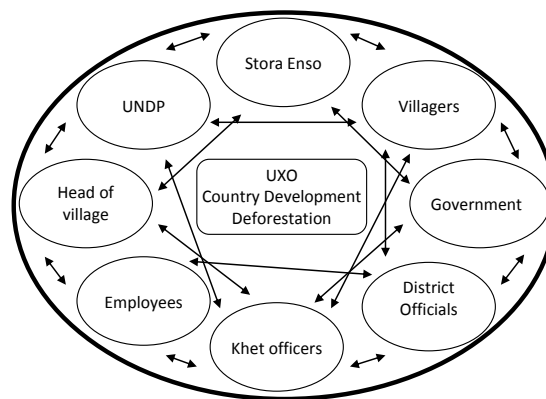 Stora Enso
UNDP
Villagers
UXO
Country Development
Deforestation
Head of
village
Government
Employees
District
Officials
Khet officers